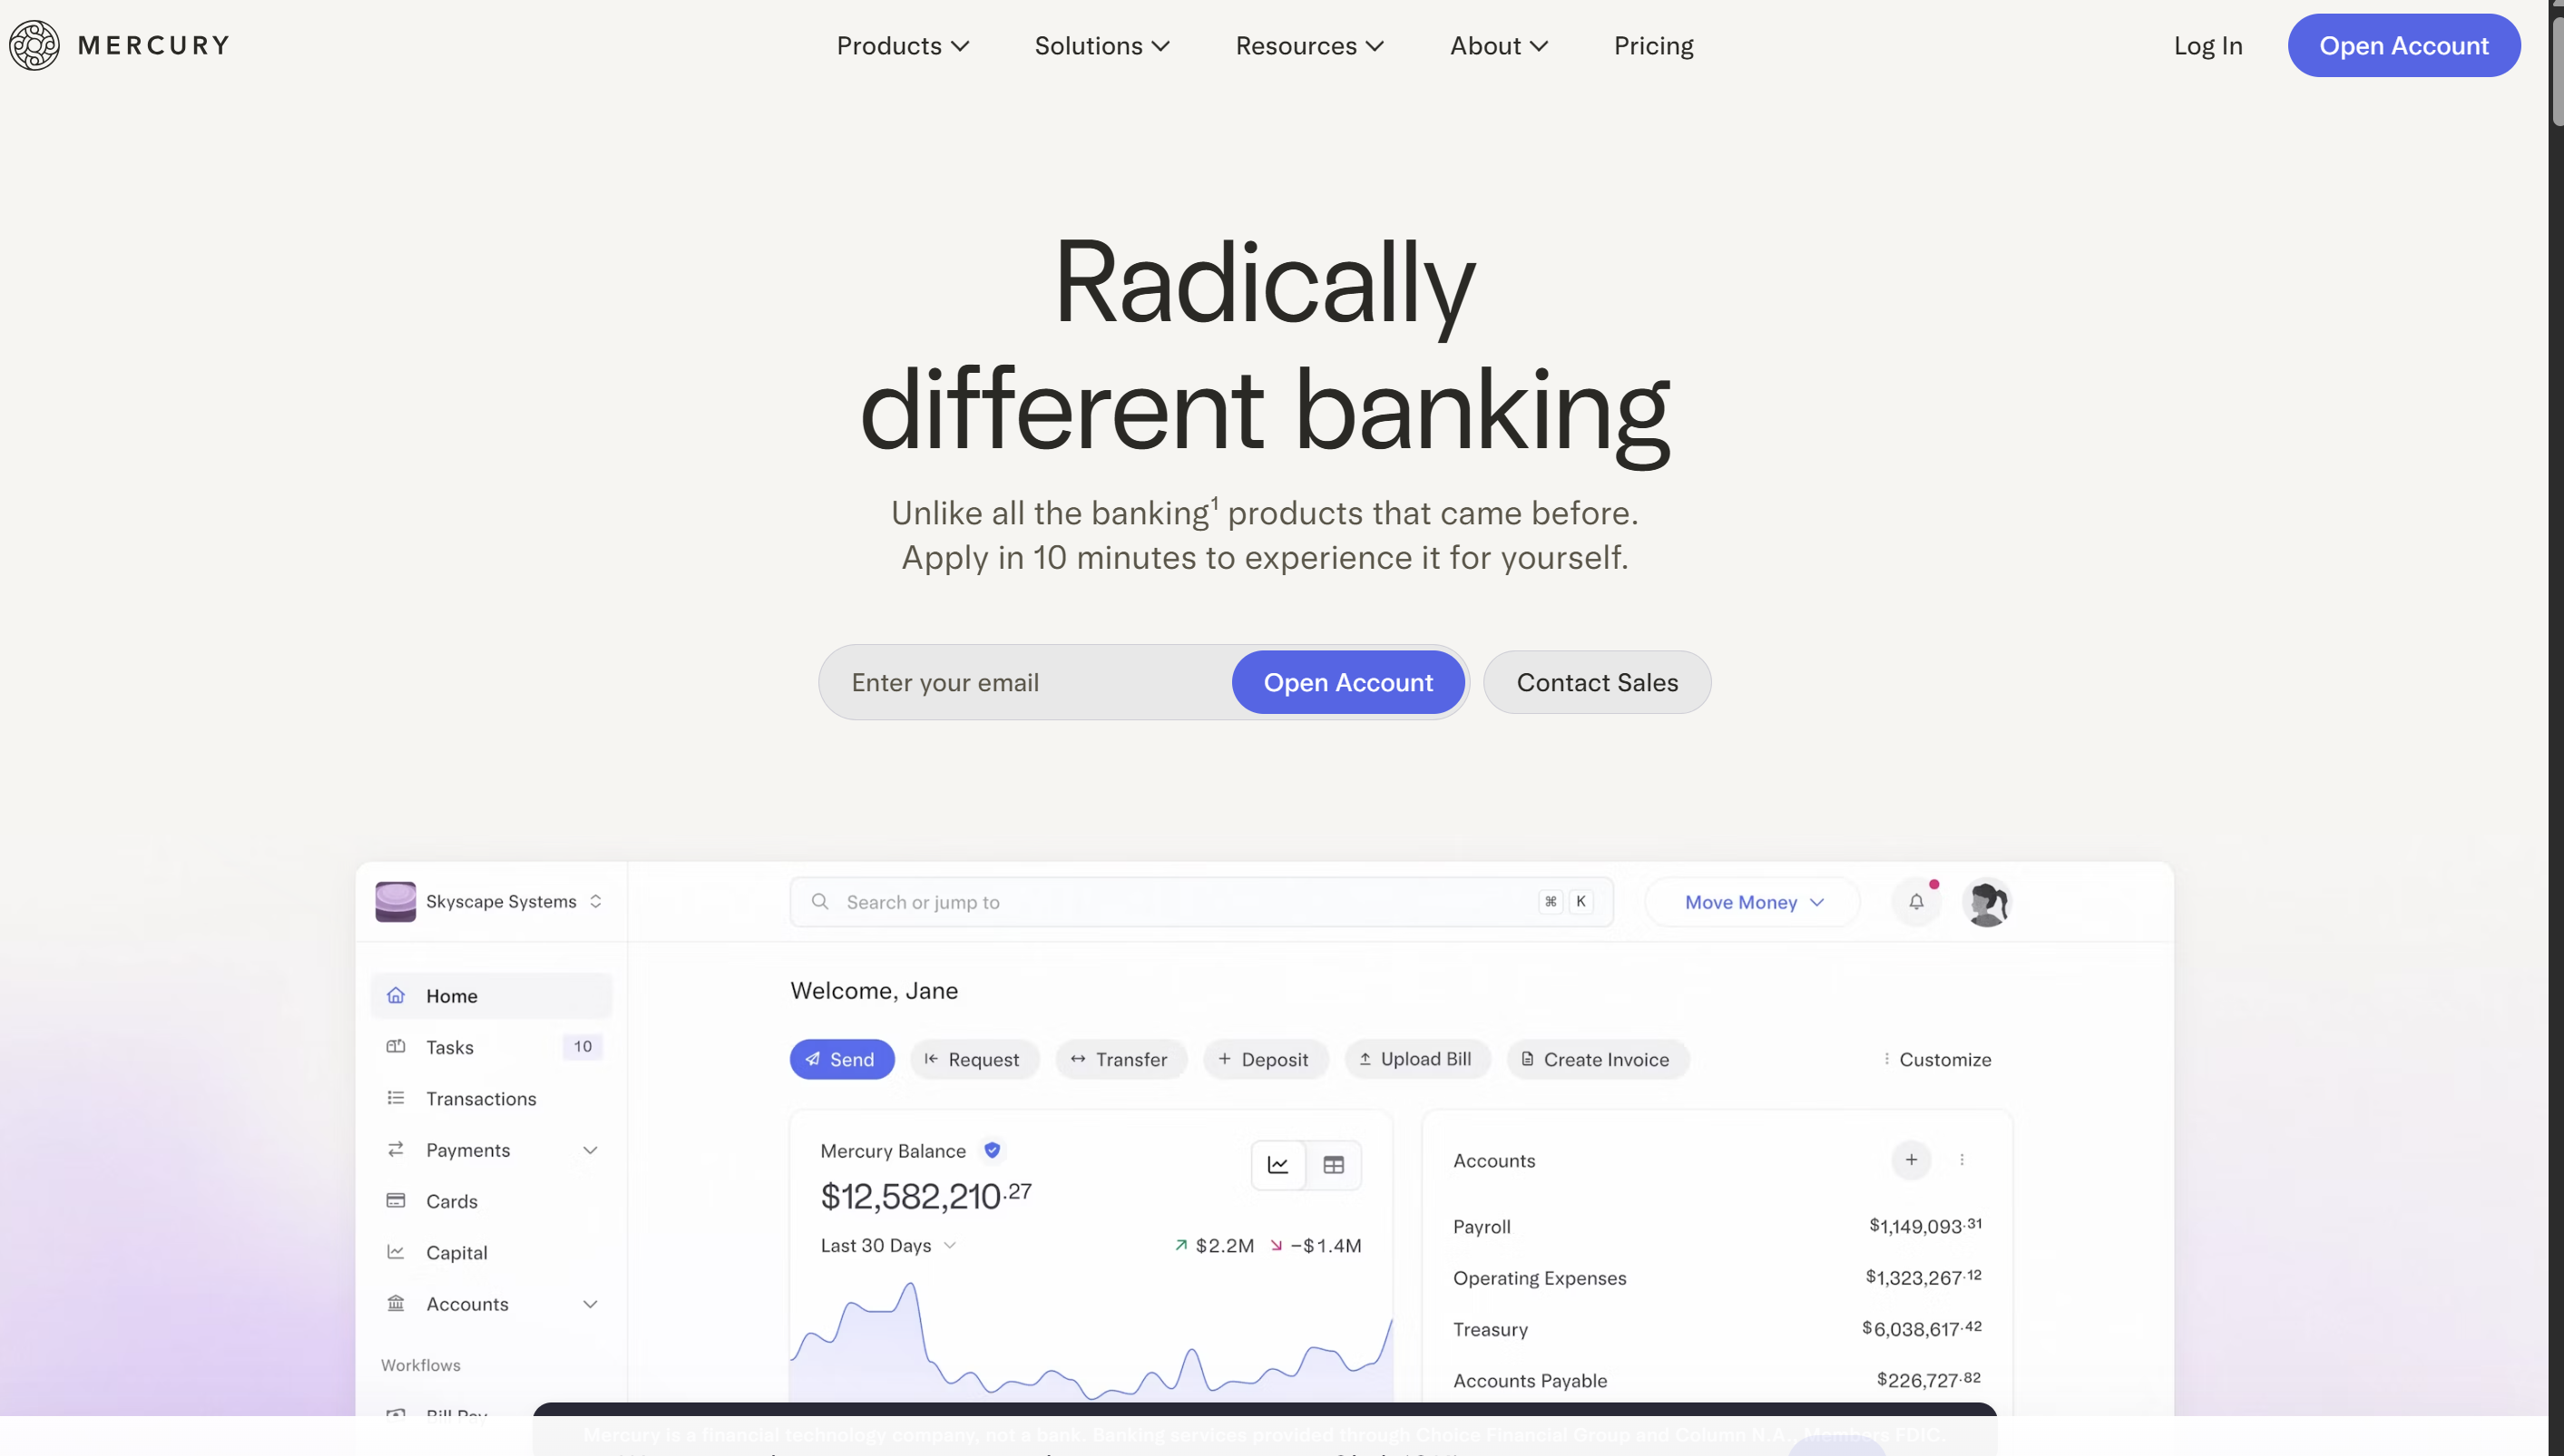 MERCURY
Products
Solutions
Resources
About
Pricing
Log In
Open Account
Radically
different banking
Unlike all the banking¹ products that came before.
Apply in 10 minutes to experience it for yourself.
Enter your email
Open Account
Contact Sales
Skyscape Systems
Search or jump to
⌘ K
Move Money
Home
Tasks 10
Transactions
Payments
Cards
Capital
Accounts
Workflows
Bill Pay
Welcome, Jane
Send
Request
Transfer
Deposit
Upload Bill
Create Invoice
Customize
Mercury Balance
$12,582,210.27
Last 30 Days
$2.2M
−$1.4M
Accounts
Payroll $1,149,093.31
Operating Expenses $1,323,267.12
Treasury $6,038,617.42
Accounts Payable $226,727.82
Mercury is a financial technology company, not a bank. Banking services provided through Choice Financial Group and Column N.A., Members FDIC.